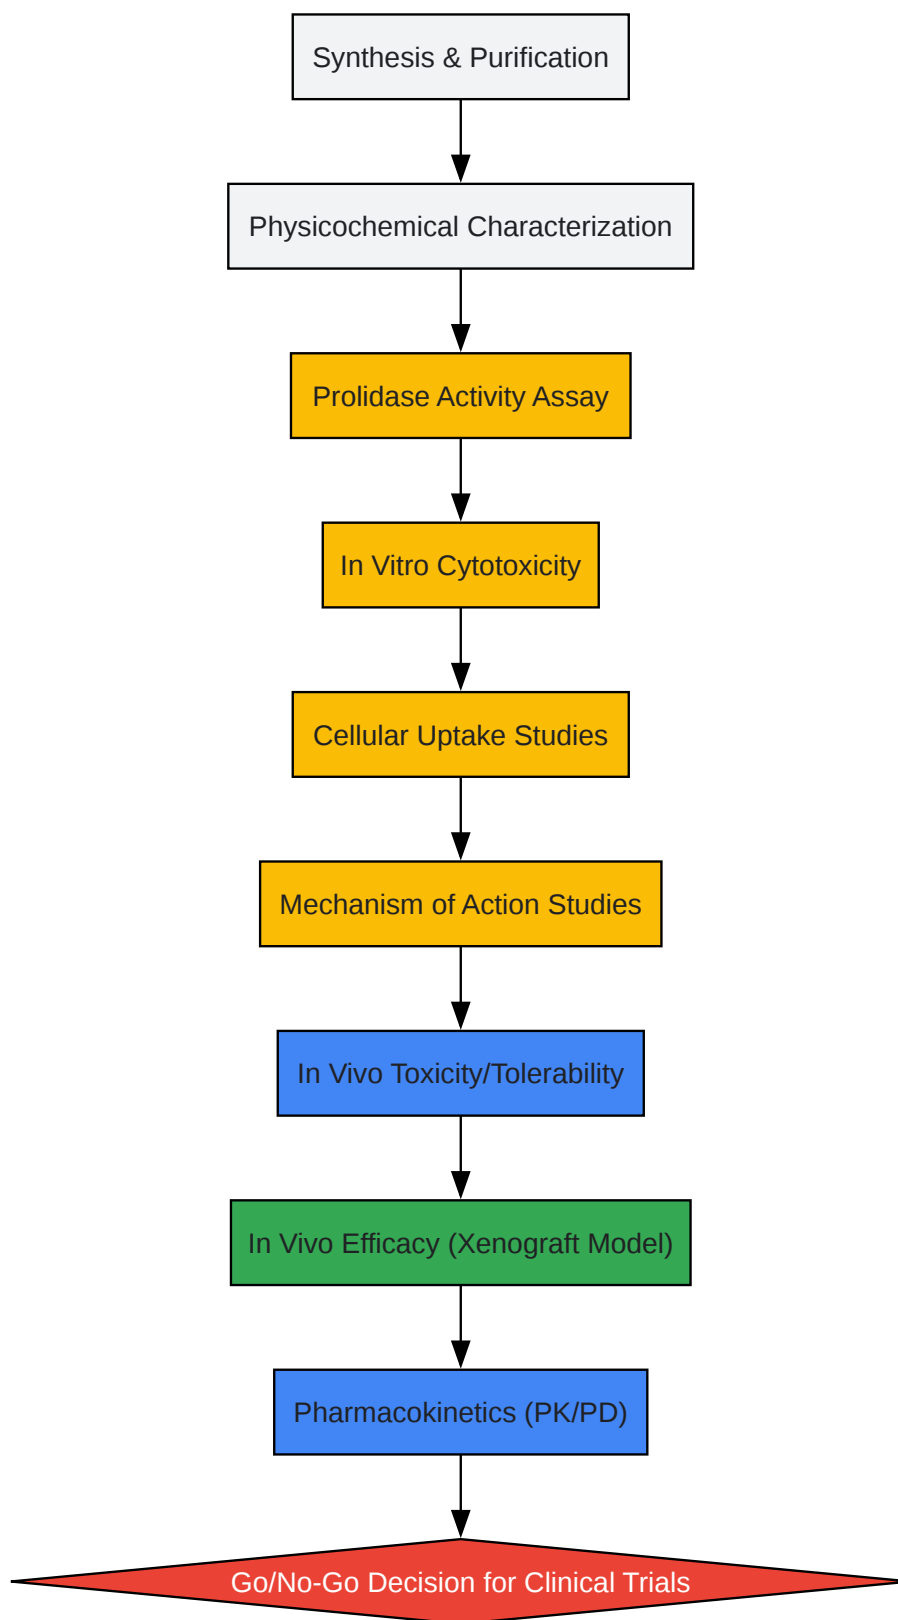 Synthesis & Purification
Physicochemical Characterization
Prolidase Activity Assay
In Vitro Cytotoxicity
Cellular Uptake Studies
Mechanism of Action Studies
In Vivo Toxicity/Tolerability
In Vivo Efficacy (Xenograft Model)
Pharmacokinetics (PK/PD)
Go/No-Go Decision for Clinical Trials